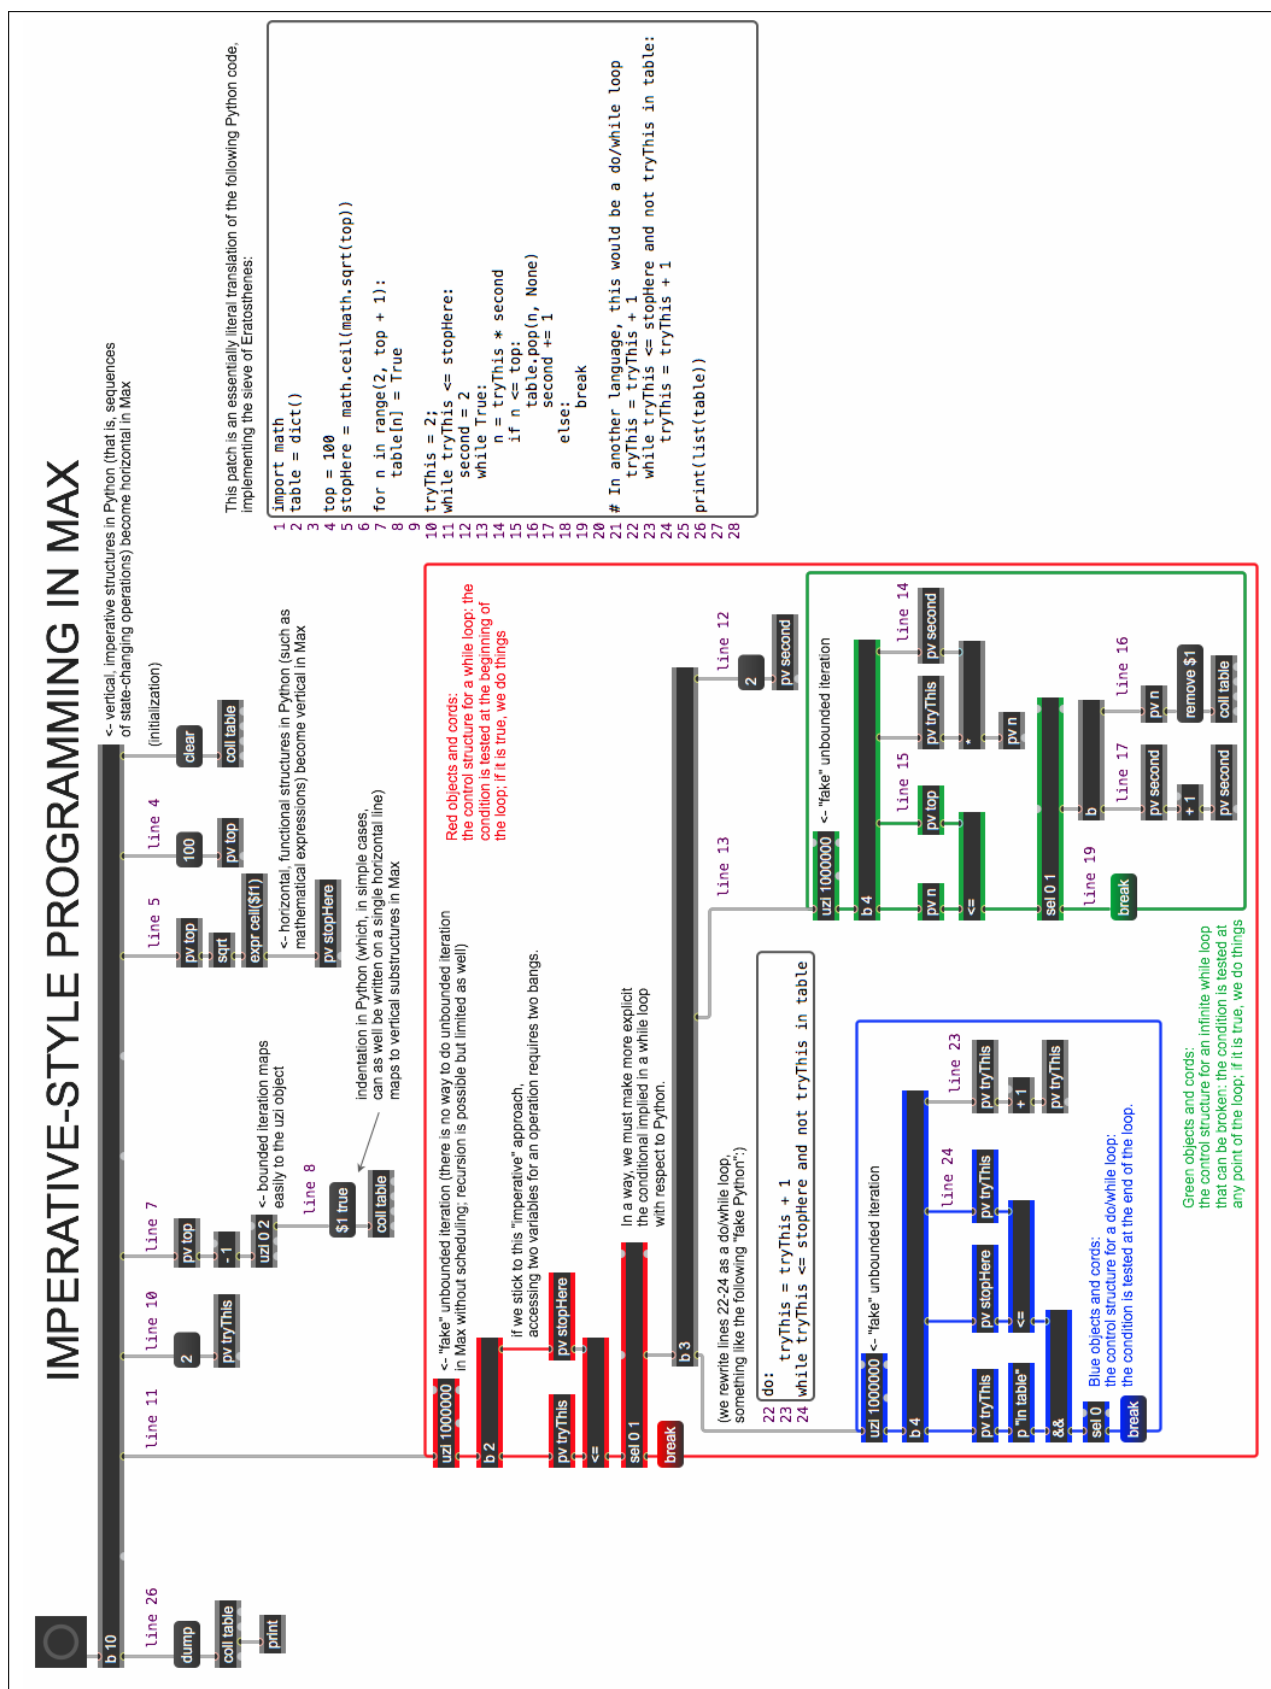 IMPERATIVE-STYLE PROGRAMMING IN MAX
b 10
<- vertical, imperative structures in Python (that is, sequences
of state-changing operations) become horizontal in Max
line 26
dump
coll table
print
line 11
line 10
2
pv tryThis
line 7
pv top
- 1
uzi 0 2
<- bounded iteration maps
easily to the uzi object
line 8
$1 true
coll table
indentation in Python (which, in simple cases,
can as well be written on a single horizontal line)
maps to vertical substructures in Max
line 5
pv top
sqrt
expr ceil($f1)
<- horizontal, functional structures in Python (such as
mathematical expressions) become vertical in Max
pv stopHere
line 4
100
pv top
(initialization)
clear
coll table
This patch is an essentially literal translation of the following Python code,
implementing the sieve of Eratosthenes:
1 import math
2 table = dict()
3
4 top = 100
5 stopHere = math.ceil(math.sqrt(top))
6
7 for n in range(2, top + 1):
8 table[n] = True
9
10 tryThis = 2;
11 while tryThis <= stopHere:
12 second = 2
13 while True:
14 n = tryThis * second
15 if n <= top:
16 table.pop(n, None)
17 second += 1
18 else:
19 break
20
21 # In another language, this would be a do/while loop
22 tryThis = tryThis + 1
23 while tryThis <= stopHere and not tryThis in table:
24 tryThis = tryThis + 1
25
26 print(list(table))
27
28
uzi 1000000
<- "fake" unbounded iteration (there is no way to do unbounded iteration
in Max without scheduling; recursion is possible but limited as well)
b 2
if we stick to this "imperative" approach,
accessing two variables for an operation requires two bangs.
pv tryThis
pv stopHere
<=
sel 0 1
break
Red objects and cords:
the control structure for a while loop: the
condition is tested at the beginning of
the loop; if it is true, we do things
In a way, we must make more explicit
the conditional implied in a while loop
with respect to Python.
b 3
(we rewrite lines 22-24 as a do/while loop,
something like the following "fake Python":)
22 do:
23 tryThis = tryThis + 1
24 while tryThis <= stopHere and not tryThis in table
line 13
line 12
2
pv second
uzi 1000000
<- "fake" unbounded iteration
b 4
line 24
line 23
pv tryThis
pv stopHere
pv tryThis
pv tryThis
p "in table"
<=
+ 1
&&
pv tryThis
sel 0
break
Blue objects and cords:
the control structure for a do/while loop:
the condition is tested at the end of the loop.
uzi 1000000
<- "fake" unbounded iteration
b 4
line 15
line 14
pv n
pv top
pv tryThis
pv second
<=
*
pv n
sel 0 1
line 19
break
b
line 17
line 16
pv second
pv n
+ 1
remove $1
pv second
coll table
Green objects and cords:
the control structure for an infinite while loop
that can be broken: the condition is tested at
any point of the loop; if it is true, we do things